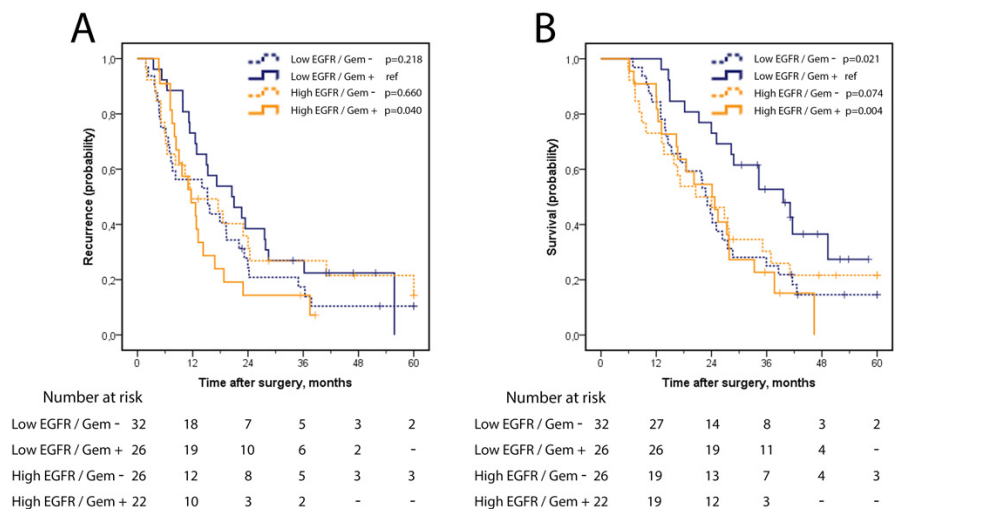 A
Recurrence (probability)
1,0
0,8
0,6
0,4
0,2
0,0
Low EGFR / Gem - p=0.218
Low EGFR / Gem + ref
High EGFR / Gem - p=0.660
High EGFR / Gem + p=0.040
0 12 24 36 48 60
Time after surgery, months
Number at risk
Low EGFR / Gem - 32 18 7 5 3 2
Low EGFR / Gem + 26 19 10 6 2 -
High EGFR / Gem - 26 12 8 5 3 3
High EGFR / Gem + 22 10 3 2 - -
B
Survival (probability)
1,0
0,8
0,6
0,4
0,2
0,0
Low EGFR / Gem - p=0.021
Low EGFR / Gem + ref
High EGFR / Gem - p=0.074
High EGFR / Gem + p=0.004
0 12 24 36 48 60
Time after surgery, months
Number at risk
Low EGFR / Gem - 32 27 14 8 3 2
Low EGFR / Gem + 26 26 19 11 4 -
High EGFR / Gem - 26 19 13 7 4 3
High EGFR / Gem + 22 19 12 3 - -